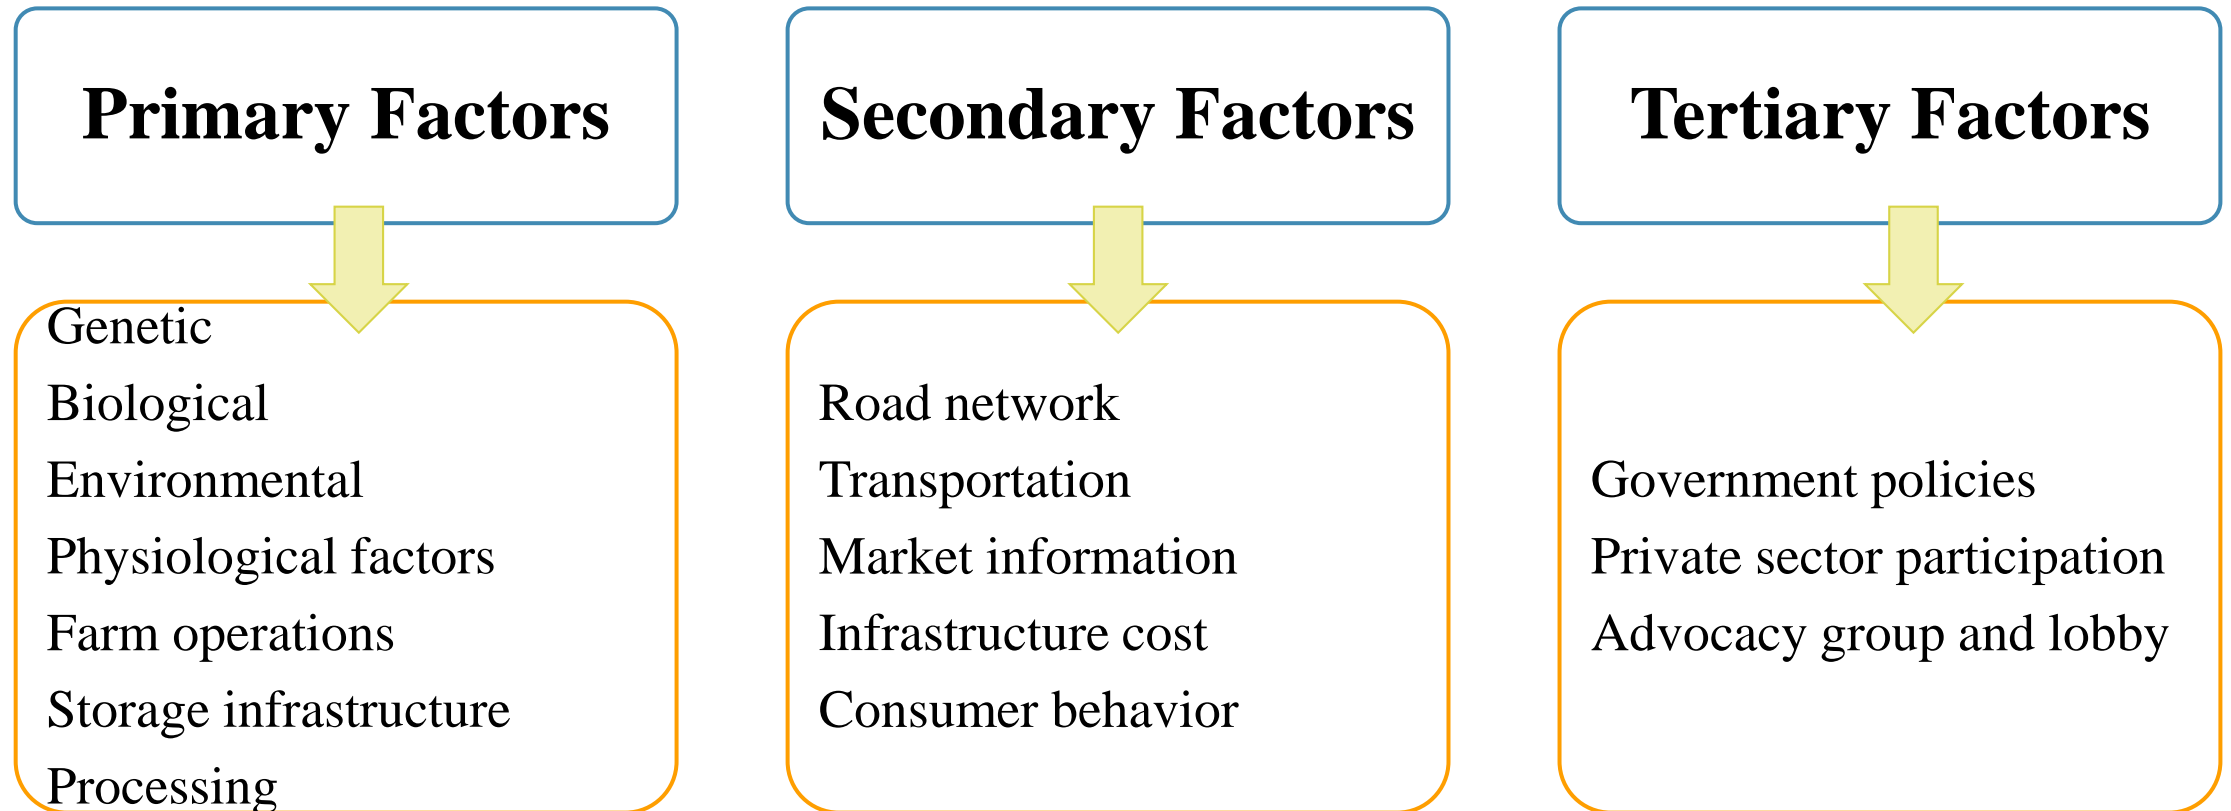 Primary Factors
Genetic
Biological
Environmental
Physiological factors
Farm operations
Storage infrastructure
Processing
Secondary Factors
Road network
Transportation
Market information
Infrastructure cost
Consumer behavior
Tertiary Factors
Government policies
Private sector participation
Advocacy group and lobby